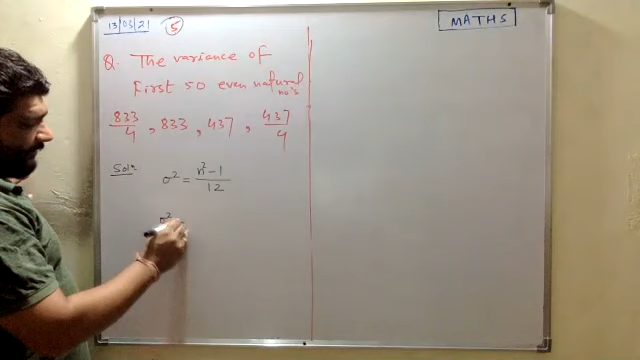 13/05/21 5
MATHS
Q. The variance of
First 50 even natural
no's
833/4, 833, 437, 437/4
Soln
σ² = n²-1/12
σ²